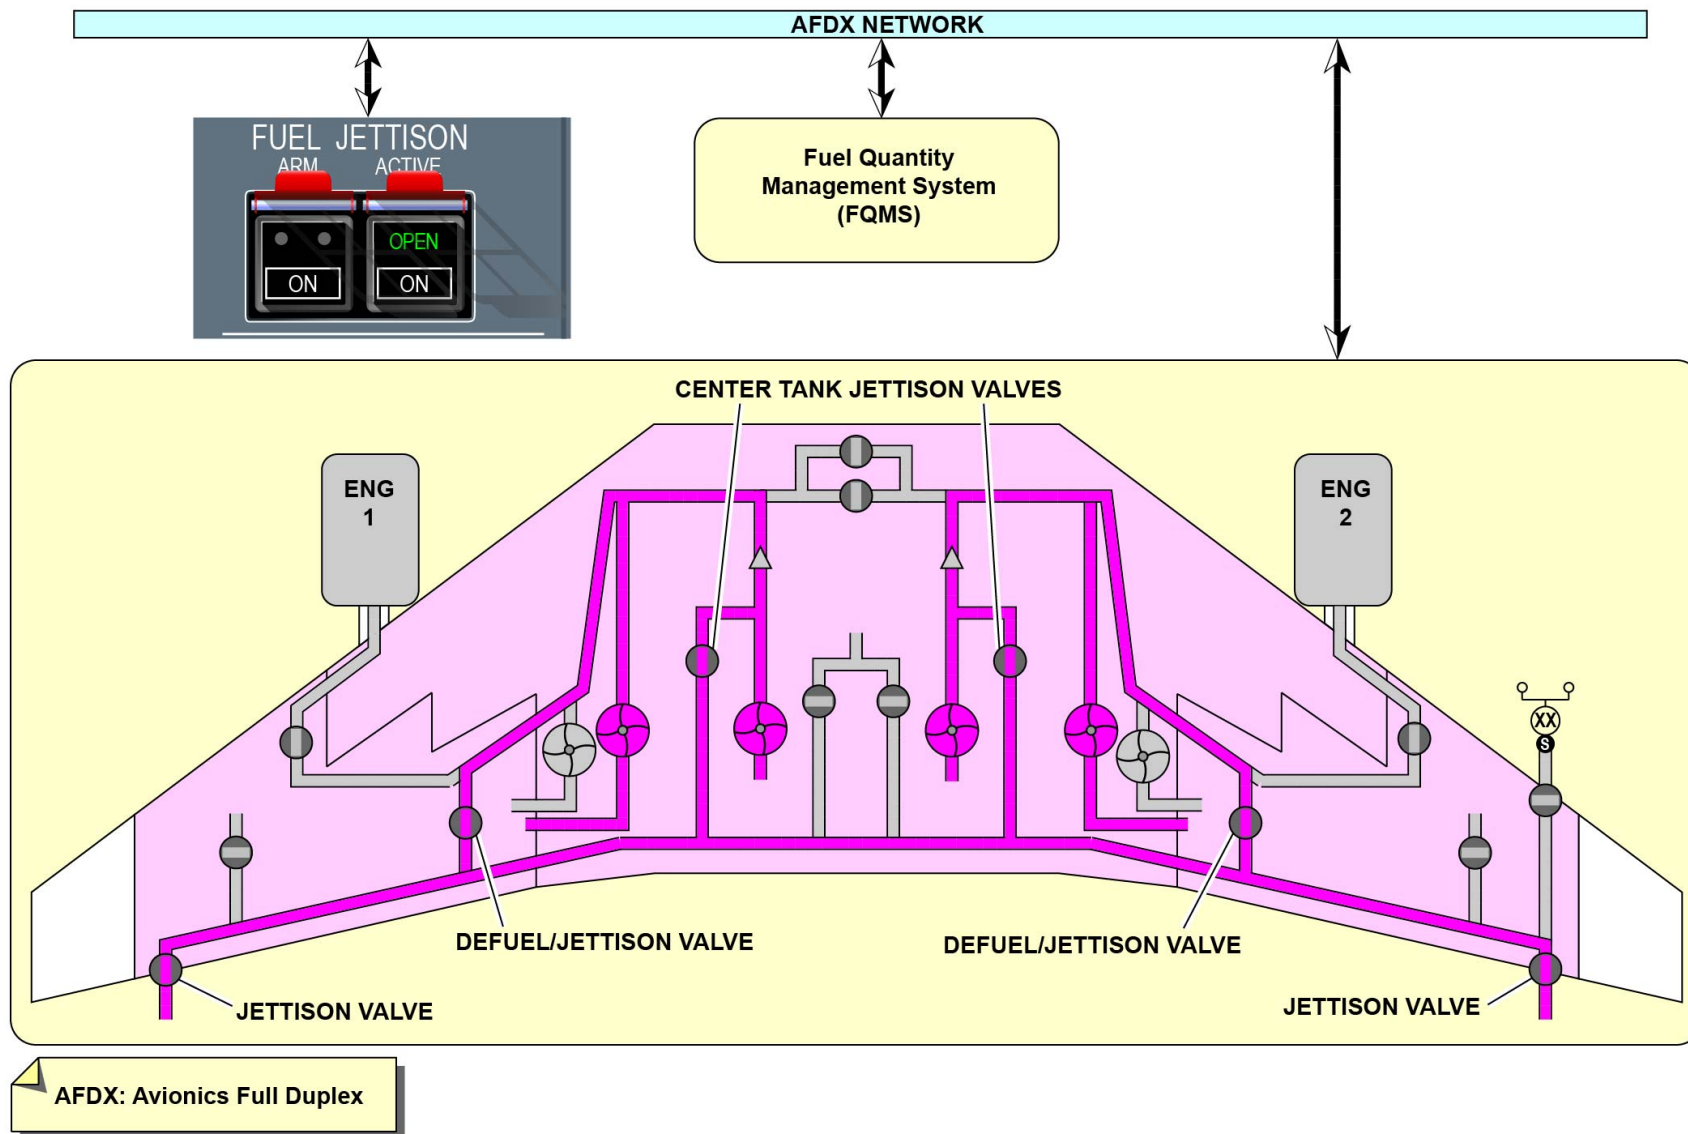 AFDX NETWORK
FUEL JETTISON
ARM ACTIVE
OPEN
ON ON
Fuel Quantity
Management System
(FQMS)
CENTER TANK JETTISON VALVES
ENG
1
ENG
2
XX
S
DEFUEL/JETTISON VALVE
DEFUEL/JETTISON VALVE
JETTISON VALVE
JETTISON VALVE
AFDX: Avionics Full Duplex